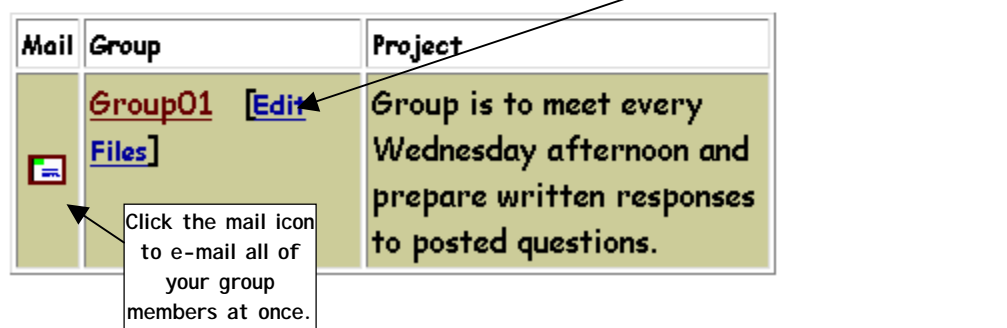 Mail Group Project
Group01 [Edit
Files]
Group is to meet every
Wednesday afternoon and
prepare written responses
to posted questions.
Click the mail icon
to e-mail all of
your group
members at once.